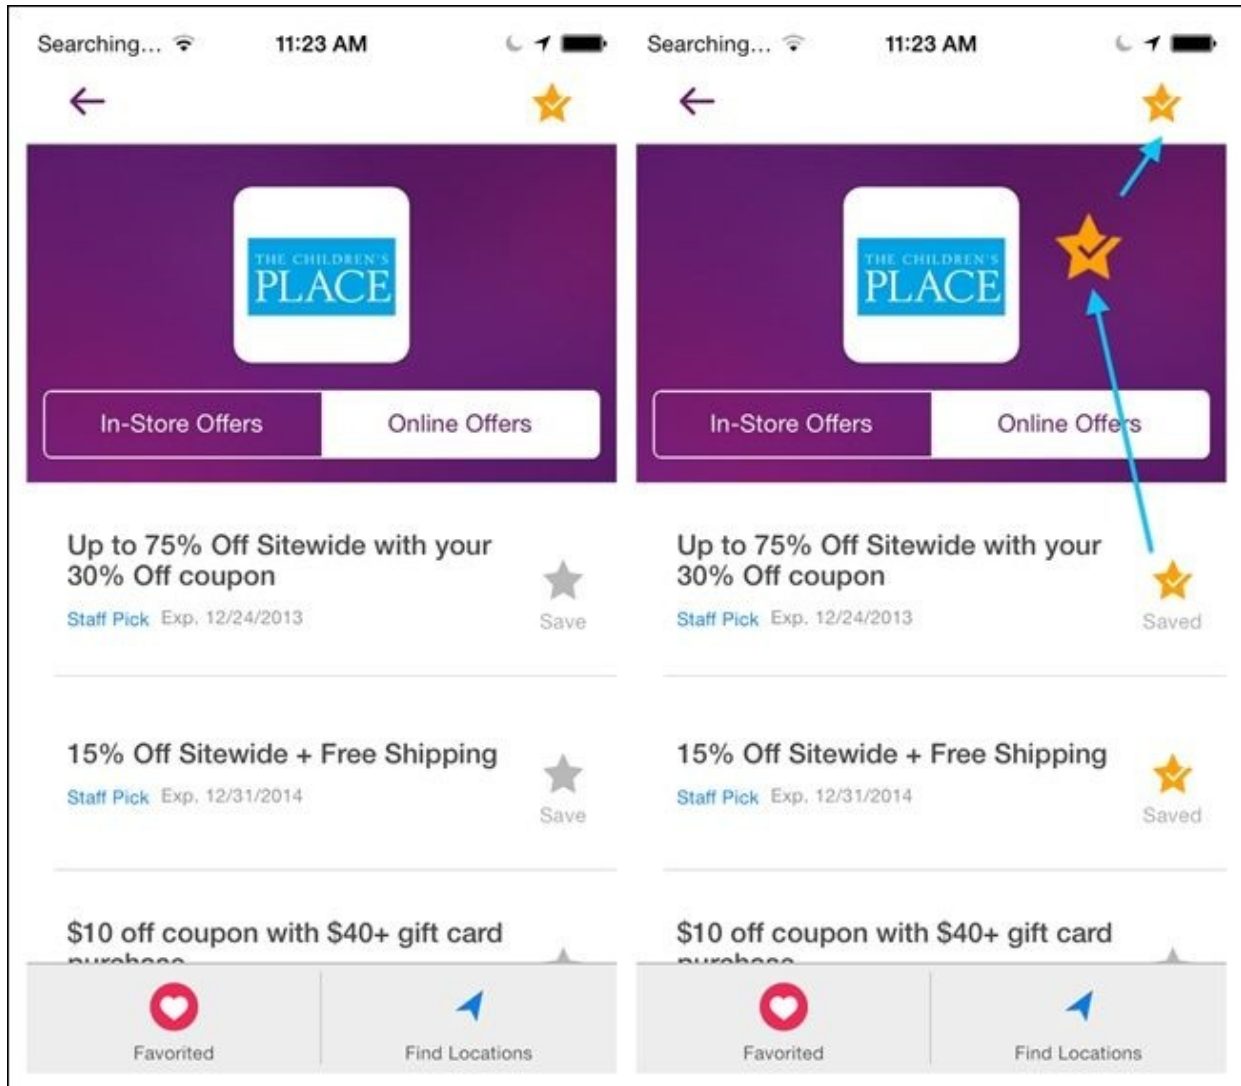 Searching...
11:23 AM
THE CHILDREN'S
PLACE
In-Store Offers
Online Offers
Up to 75% Off Sitewide with your
30% Off coupon
Staff Pick Exp. 12/24/2013
Save
15% Off Sitewide + Free Shipping
Staff Pick Exp. 12/31/2014
Save
$10 off coupon with $40+ gift card
purchase
Favorited
Find Locations
Searching...
11:23 AM
THE CHILDREN'S
PLACE
In-Store Offers
Online Offers
Up to 75% Off Sitewide with your
30% Off coupon
Staff Pick Exp. 12/24/2013
Saved
15% Off Sitewide + Free Shipping
Staff Pick Exp. 12/31/2014
Saved
$10 off coupon with $40+ gift card
purchase
Favorited
Find Locations